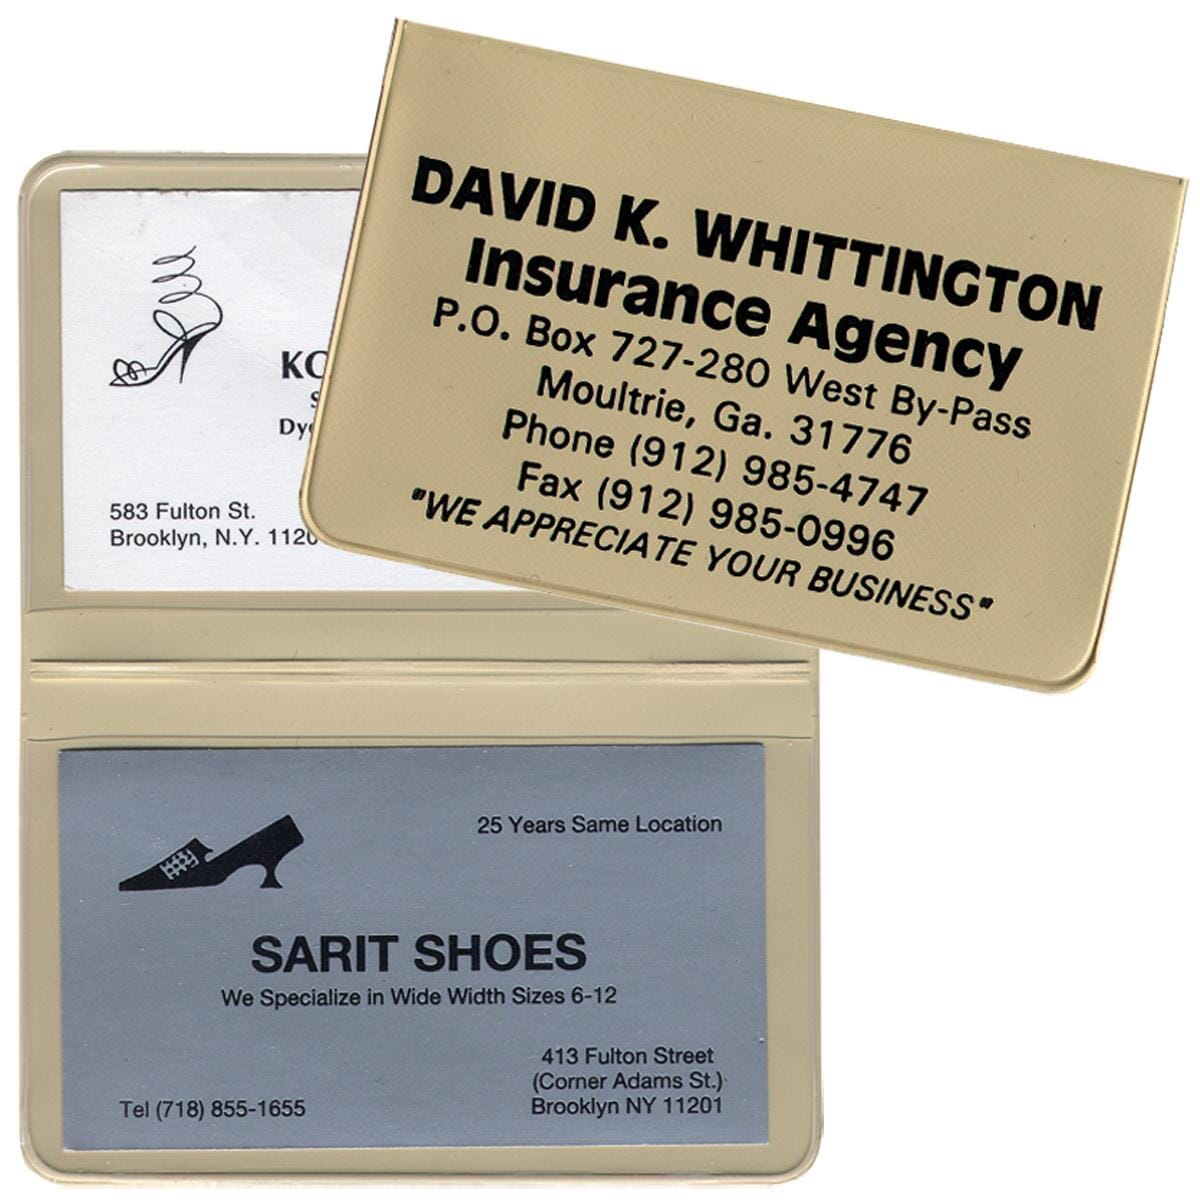 DAVID K. WHITTINGTON
Insurance Agency
P.O. Box 727-280 West By-Pass
Moultrie, Ga. 31776
Phone (912) 985-4747
Fax (912) 985-0996
"WE APPRECIATE YOUR BUSINESS"
583 Fulton St.
Brooklyn, N.Y.
25 Years Same Location
SARIT SHOES
We Specialize in Wide Width Sizes 6-12
413 Fulton Street
(Corner Adams St.)
Brooklyn NY 11201
Tel (718) 855-1655